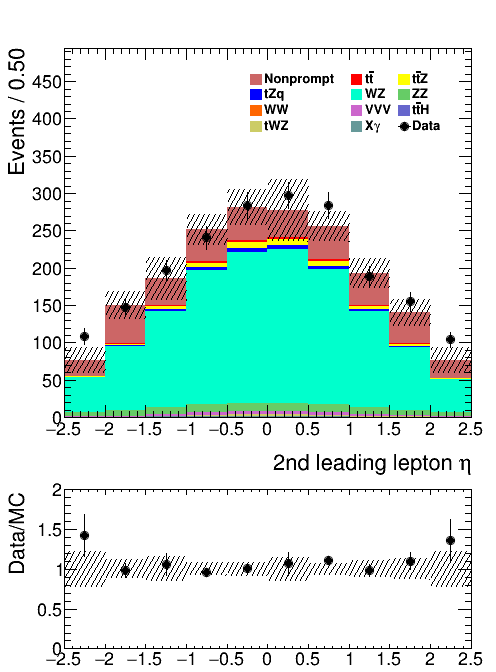 Events / 0.50
450
400
350
300
250
200
150
100
50
0
Nonprompt tt̄ tt̄Z
tZq WZ ZZ
WW VVV tt̄H
tWZ Xγ Data
−2.5 −2 −1.5 −1 −0.5 0 0.5 1 1.5 2 2.5
2nd leading lepton η
Data/MC
2
1.5
1
0.5
0
−2.5 −2 −1.5 −1 −0.5 0 0.5 1 1.5 2 2.5